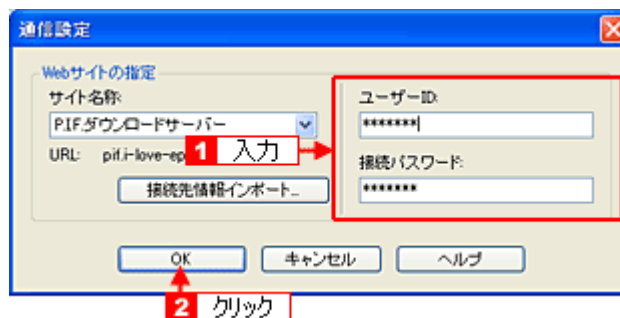 通信設定
Webサイトの指定
サイト名称:
P.I.F.ダウンロードサーバー
URL: pif.i-love-ep
接続先情報インポート...
ユーザーID:
*******
接続パスワード:
*******
1 入力
OK
キャンセル
ヘルプ
2 クリック